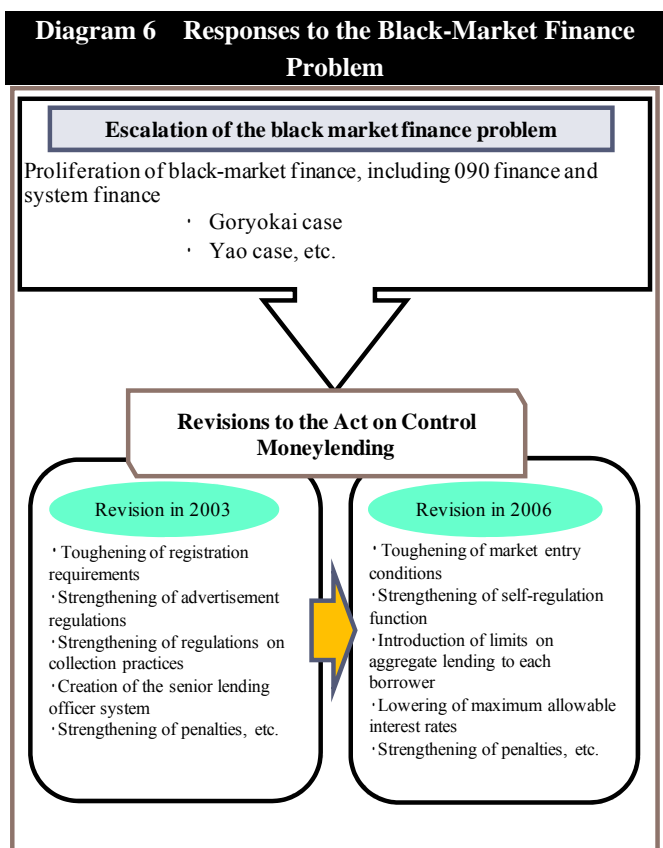 Diagram 6 Responses to the Black-Market Finance
Problem
Escalation of the black market finance problem
Proliferation of black-market finance, including 090 finance and
system finance
· Goryokai case
· Yao case, etc.
Revisions to the Act on Control
Moneylending
Revision in 2003
· Toughening of registration
requirements
·Strengthening of advertisement
regulations
·Strengthening of regulations on
collection practices
·Creation of the senior lending
officer system
·Strengthening of penalties, etc.
Revision in 2006
· Toughening of market entry
conditions
·Strengthening of self-regulation
function
·Introduction of limits on
aggregate lending to each
borrower
·Lowering of maximum allowable
interest rates
·Strengthening of penalties, etc.